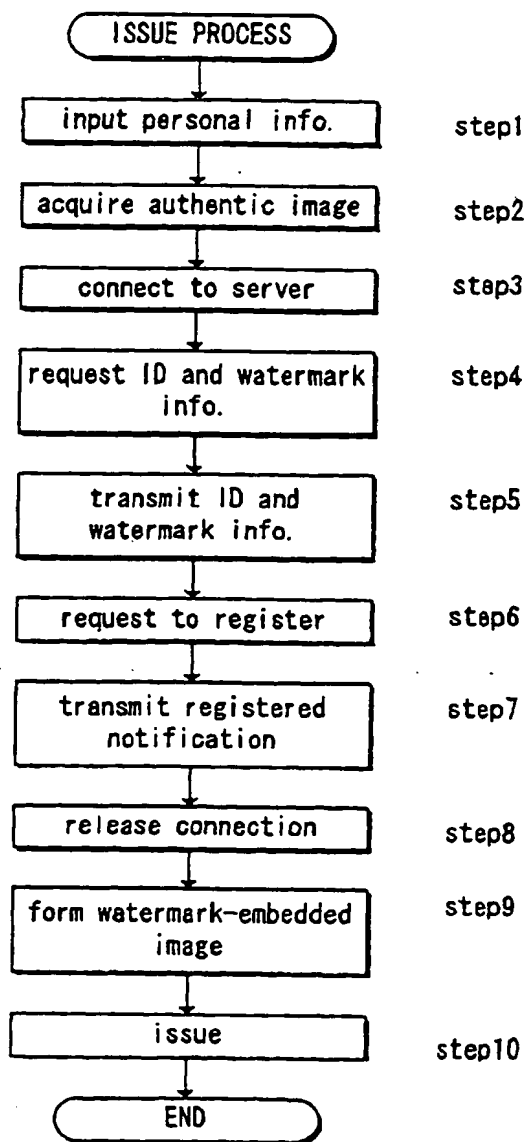 ISSUE PROCESS
input personal info. step1
acquire authentic image step2
connect to server step3
request ID and watermark step4
info.
transmit ID and step5
watermark info.
request to register step6
transmit registered step7
notification
release connection step8
form watermark-embedded step9
image
issue step10
END